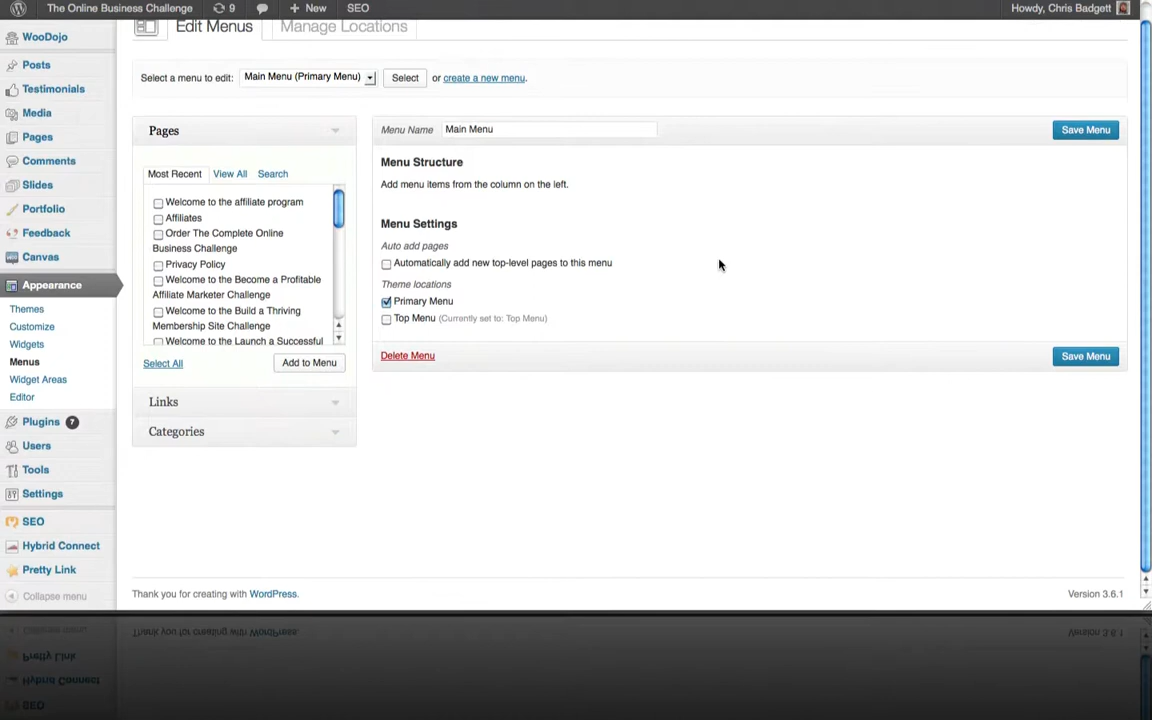 The Online Business Challenge 9 + New SEO Howdy, Chris Badgett
WooDojo
Posts
Testimonials
Media
Pages
Comments
Slides
Portfolio
Feedback
Canvas
Appearance
Themes
Customize
Widgets
Menus
Widget Areas
Editor
Plugins 7
Users
Tools
Settings
SEO
Hybrid Connect
Pretty Link
Collapse menu
Edit Menus Manage Locations
Select a menu to edit: Main Menu (Primary Menu) Select or create a new menu.
Pages
Most Recent View All Search
Welcome to the affiliate program
Affiliates
Order The Complete Online
Business Challenge
Privacy Policy
Welcome to the Become a Profitable
Affiliate Marketer Challenge
Welcome to the Build a Thriving
Membership Site Challenge
Welcome to the Launch a Successful
Select All Add to Menu
Links
Categories
Menu Name Main Menu Save Menu
Menu Structure
Add menu items from the column on the left.
Menu Settings
Auto add pages
Automatically add new top-level pages to this menu
Theme locations
Primary Menu
Top Menu (Currently set to: Top Menu)
Delete Menu Save Menu
Thank you for creating with WordPress. Version 3.6.1